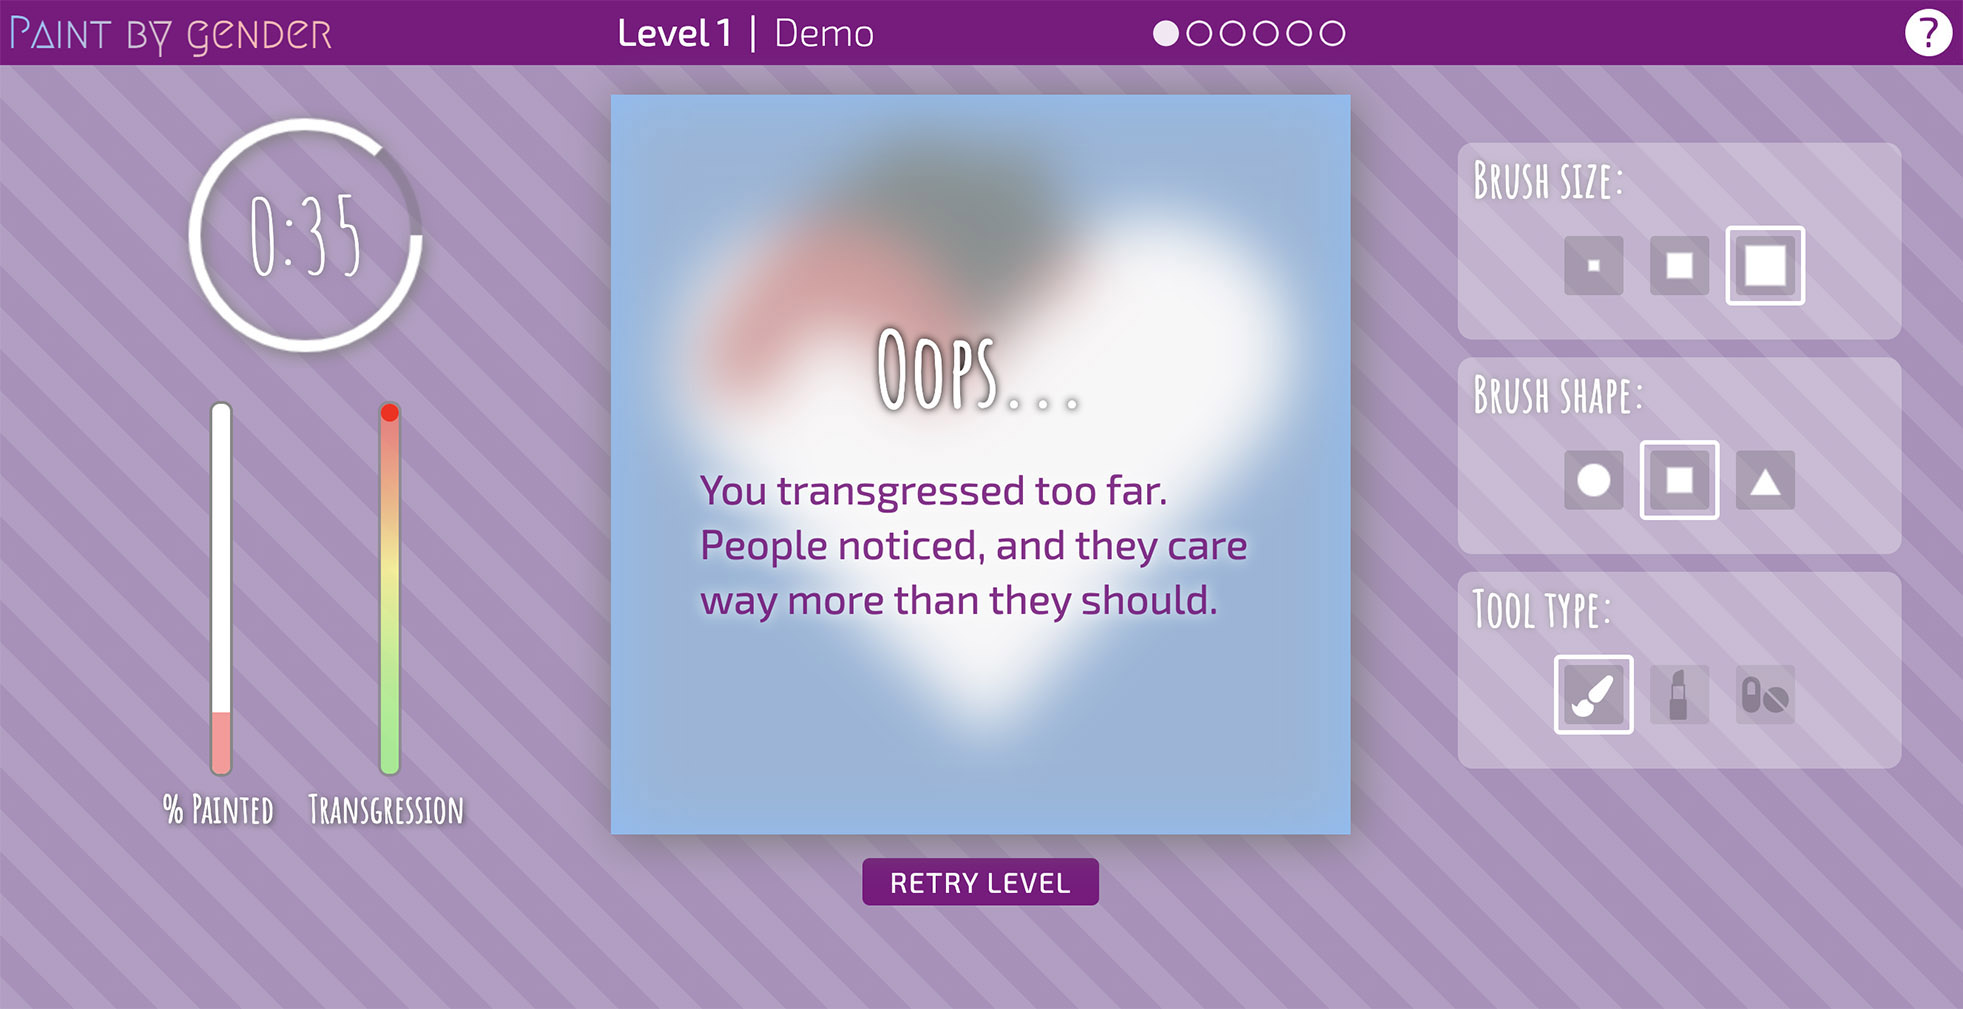 Paint by gender
Level 1 | Demo
?
0:35
% Painted
Transgression
Oops...
You transgressed too far.
People noticed, and they care
way more than they should.
RETRY LEVEL
Brush size:
Brush shape:
Tool type: